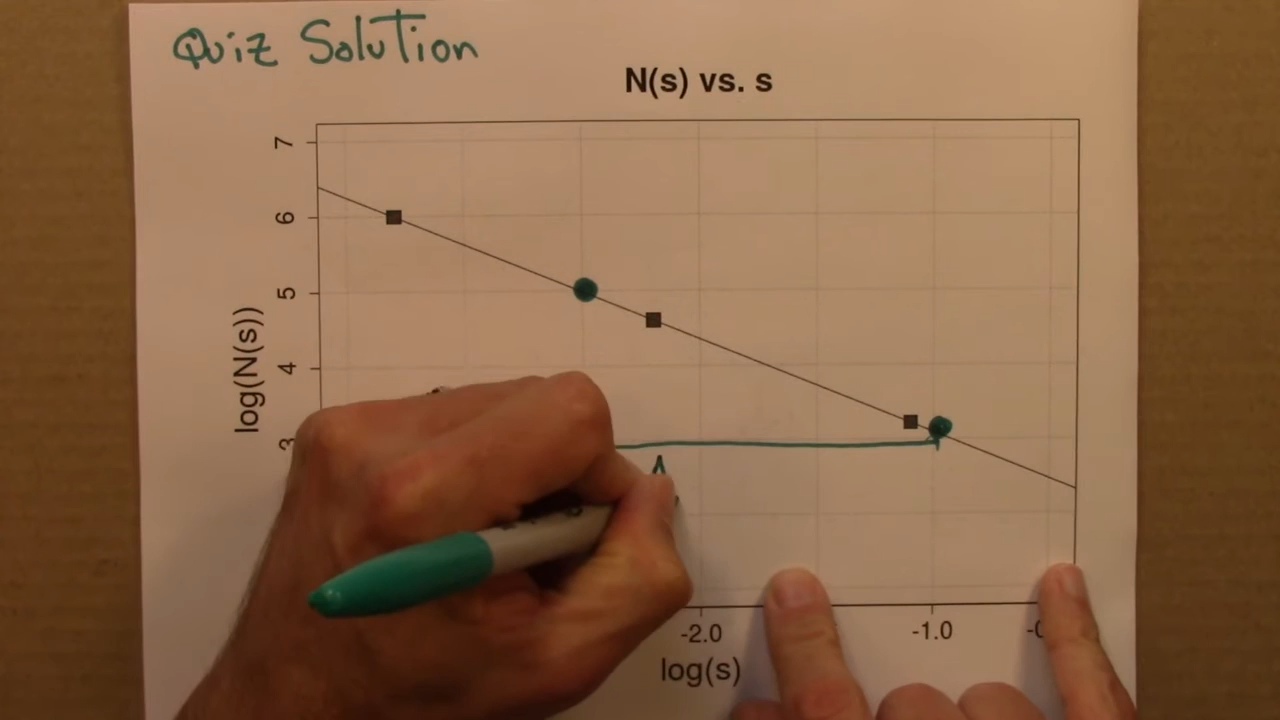 Quiz Solution
N(s) vs. s
7
6
5
4
3
log(N(s))
-2.0
-1.0
log(s)